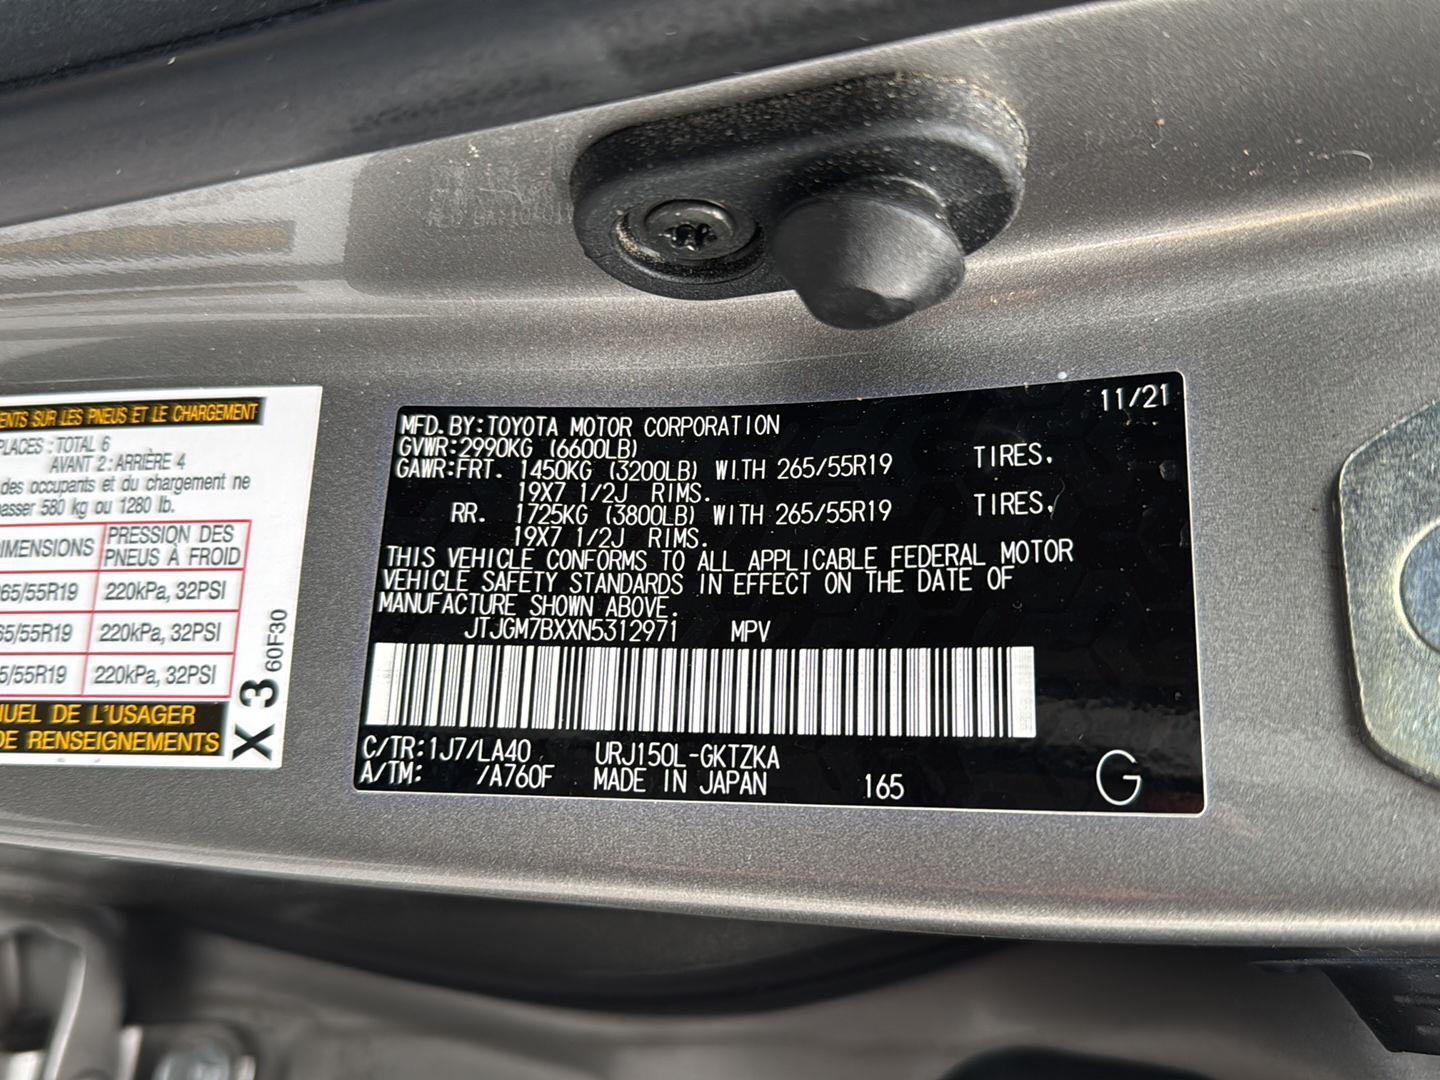 ENTS SUR LES PNEUS ET LE CHARGEMENT
PLACES : TOTAL 6
AVANT 2 : ARRIÈRE 4
des occupants et du chargement ne
passer 580 kg ou 1280 lb.
DIMENSIONS PRESSION DES PNEUS À FROID
265/55R19 220kPa, 32PSI
65/55R19 220kPa, 32PSI
5/55R19 220kPa, 32PSI
UEL DE L'USAGER
DE RENSEIGNEMENTS
X 3 60F30
11/21
MFD. BY: TOYOTA MOTOR CORPORATION
GVWR: 2990KG (6600LB)
GAWR: FRT. 1450KG (3200LB) WITH 265/55R19 TIRES,
19X7 1/2J RIMS.
RR. 1725KG (3800LB) WITH 265/55R19 TIRES,
19X7 1/2J RIMS.
THIS VEHICLE CONFORMS TO ALL APPLICABLE FEDERAL MOTOR
VEHICLE SAFETY STANDARDS IN EFFECT ON THE DATE OF
MANUFACTURE SHOWN ABOVE.
JTJGM7BXXN5312971 MPV
C/TR: 1J7/LA40 URJ150L-GKTZKA
A/TM: /A760F MADE IN JAPAN 165 G